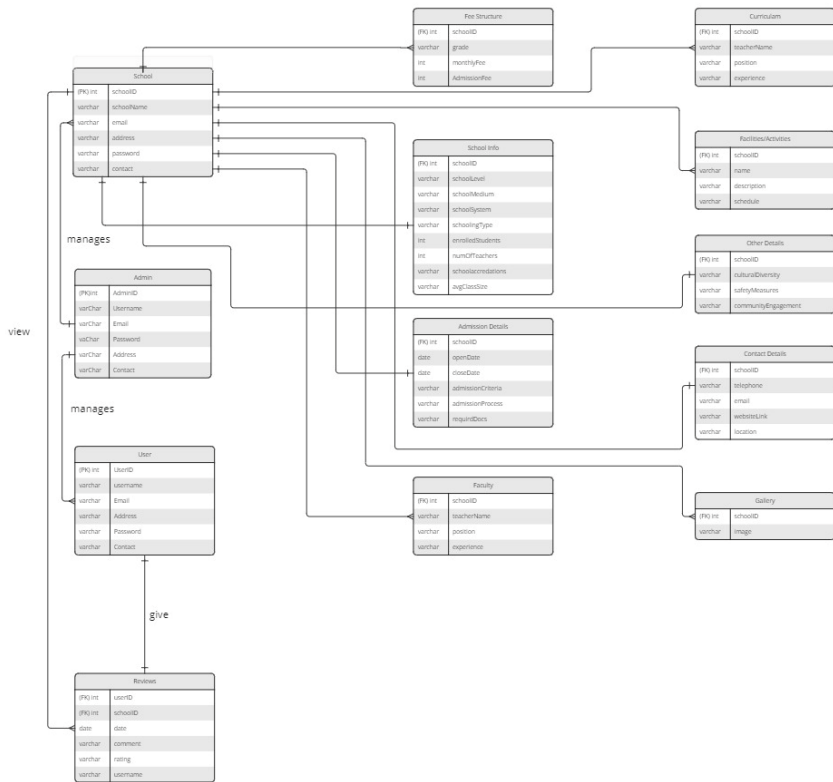 Fee Structure
(FK) int schoolID
varchar grade
int monthlyFee
int AdmissionFee
Curriculam
(FK) int schoolID
varchar teacherName
varchar position
varchar experience
School
(PK) int schoolID
varchar schoolName
varchar email
varchar address
varchar password
varchar contact
Facilities/Activities
(FK) int schoolID
varchar name
varchar description
varchar schedule
School Info
(FK) int schoolID
varchar schoolLevel
varchar schoolMedium
varchar schoolSystem
varchar schoolingType
int enrolledStudents
int numOfTeachers
varchar schoolaccredations
varchar avgClassSize
manages
Other Details
(FK) int schoolID
varchar culturalDiversity
varchar safetyMeasures
varchar communityEngagement
Admin
(PK)int AdminID
varChar Username
varChar Email
vaChar Password
varChar Address
varChar Contact
view
Admission Details
(FK) int schoolID
date openDate
date closeDate
varchar admissionCriteria
varchar admissionProcess
varchar requirdDocs
Contact Details
(FK) int schoolID
varchar telephone
varchar email
varchar websiteLink
varchar location
manages
User
(PK) int UserID
varchar username
varchar Email
varchar Address
varchar Password
varchar Contact
Faculty
(FK) int schoolID
varchar teacherName
varchar position
varchar experience
Gallery
(FK) int schoolID
varchar image
give
Reviews
(FK) int userID
(FK) int schoolID
date date
varchar comment
varchar rating
varchar username